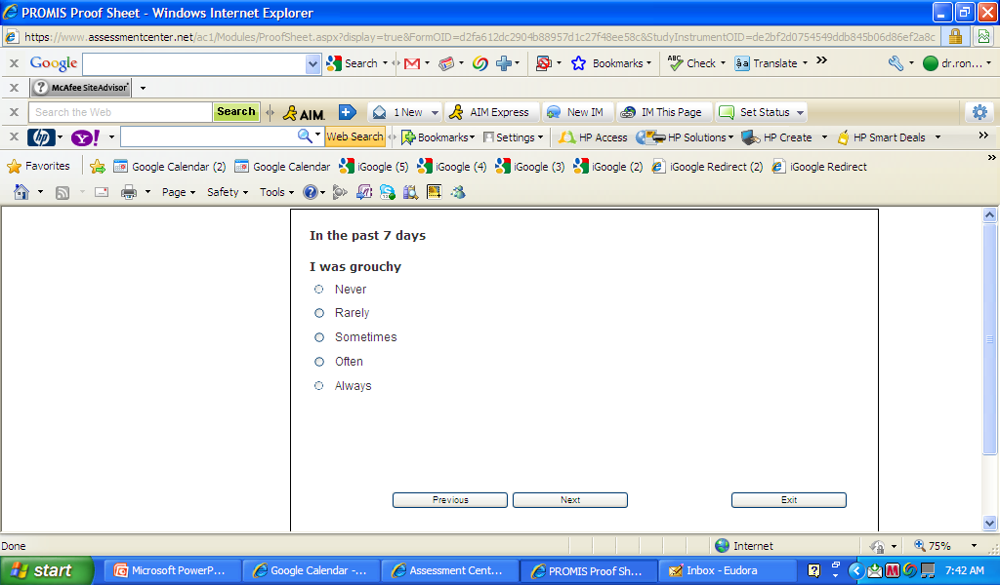 PROMIS Proof Sheet - Windows Internet Explorer
https://www.assessmentcenter.net/ac1/Modules/ProofSheet.aspx?display=true&FormOID=d2fa612dc2904b88957d1c27f48ee58c&StudyInstrumentOID=de2bf2d0754549ddb845b06d86ef2a8c
x Google Search Bookmarks ABC Check Translate » dr.ron...
x McAfee SiteAdvisor
x Search the Web Search AIM 1 New AIM Express New IM IM This Page Set Status
x hp Y! Web Search Bookmarks Settings HP Access HP Solutions HP Create HP Smart Deals »
Favorites Google Calendar (2) Google Calendar iGoogle (5) iGoogle (4) iGoogle (3) iGoogle (2) iGoogle Redirect (2) iGoogle Redirect »
Page Safety Tools
In the past 7 days
I was grouchy
Never
Rarely
Sometimes
Often
Always
Previous Next Exit
Done Internet 75%
start Microsoft PowerP... Google Calendar -... Assessment Cent... PROMIS Proof Sh... Inbox - Eudora 7:42 AM